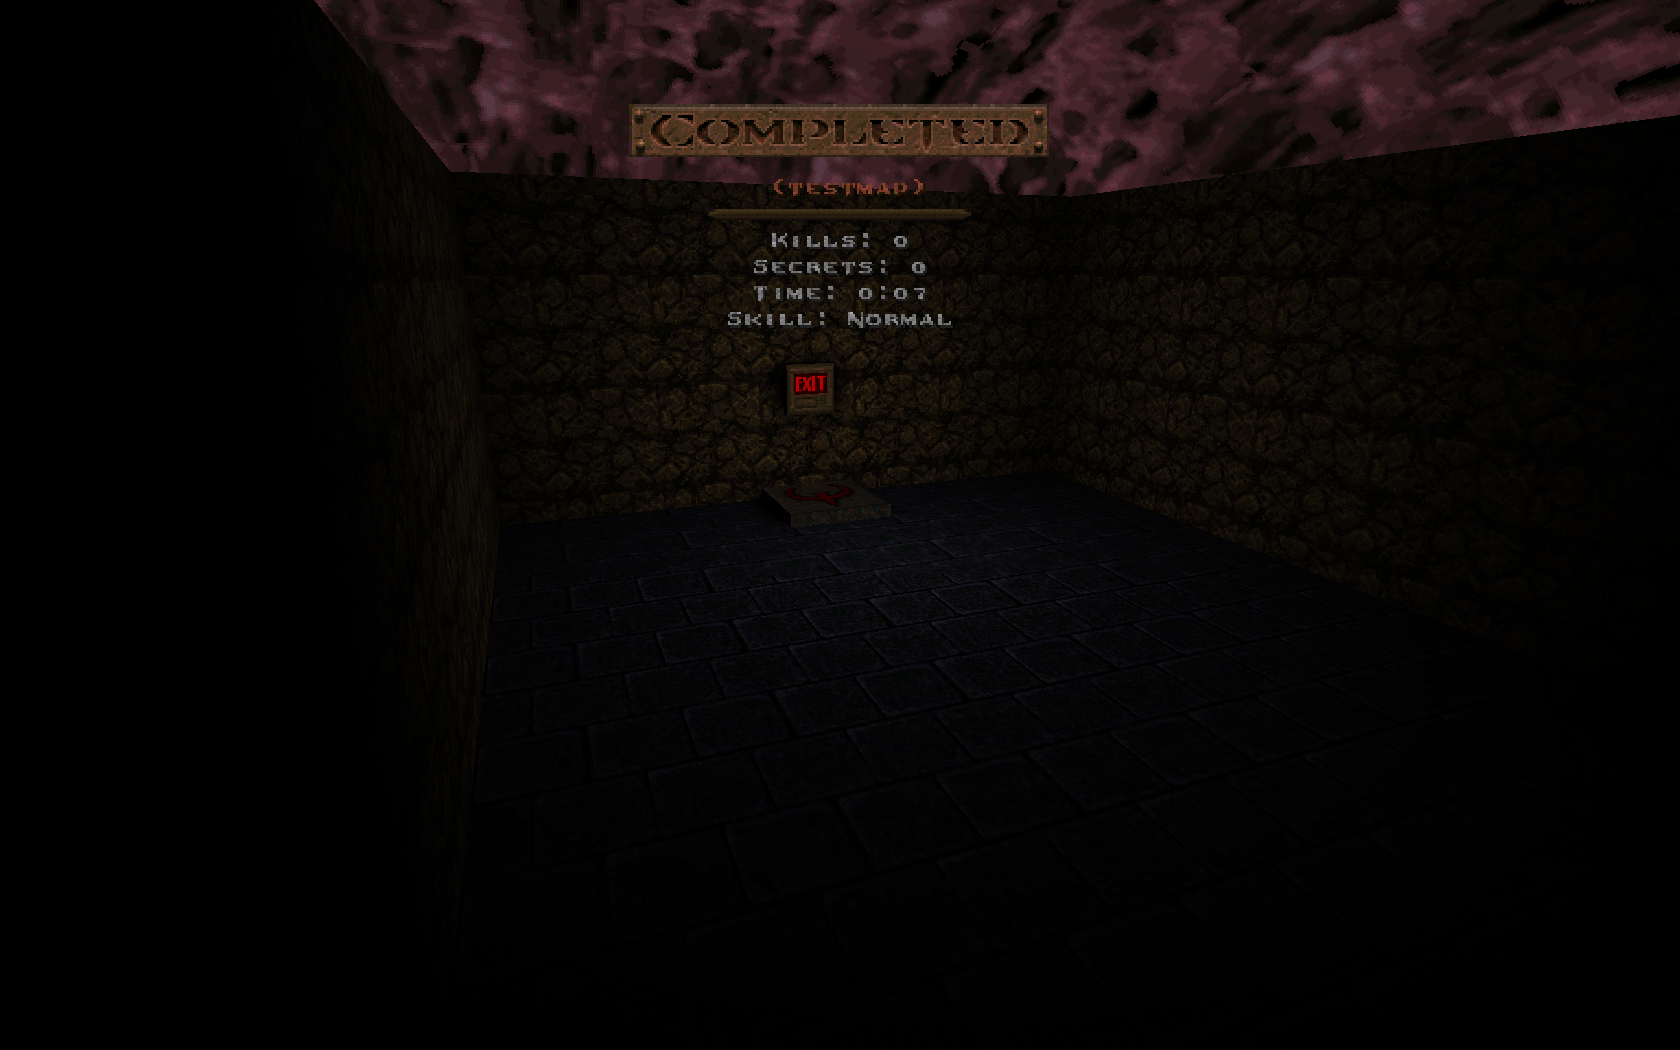 COMPLETED
(TESTMAP)
KILLS: 0
SECRETS: 0
TIME: 0:07
SKILL: NORMAL
EXIT